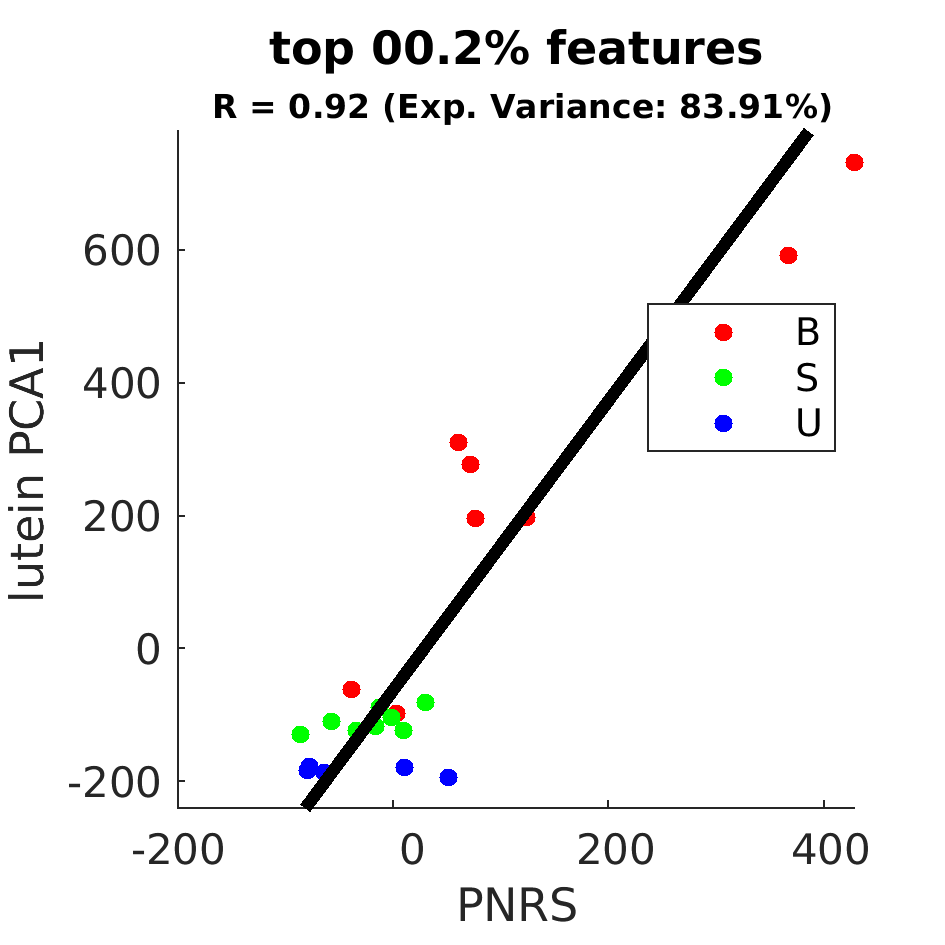 top 00.2% features
R = 0.92 (Exp. Variance: 83.91%)
lutein PCA1
600
400
200
0
-200
B
S
U
-200 0 200 400
PNRS